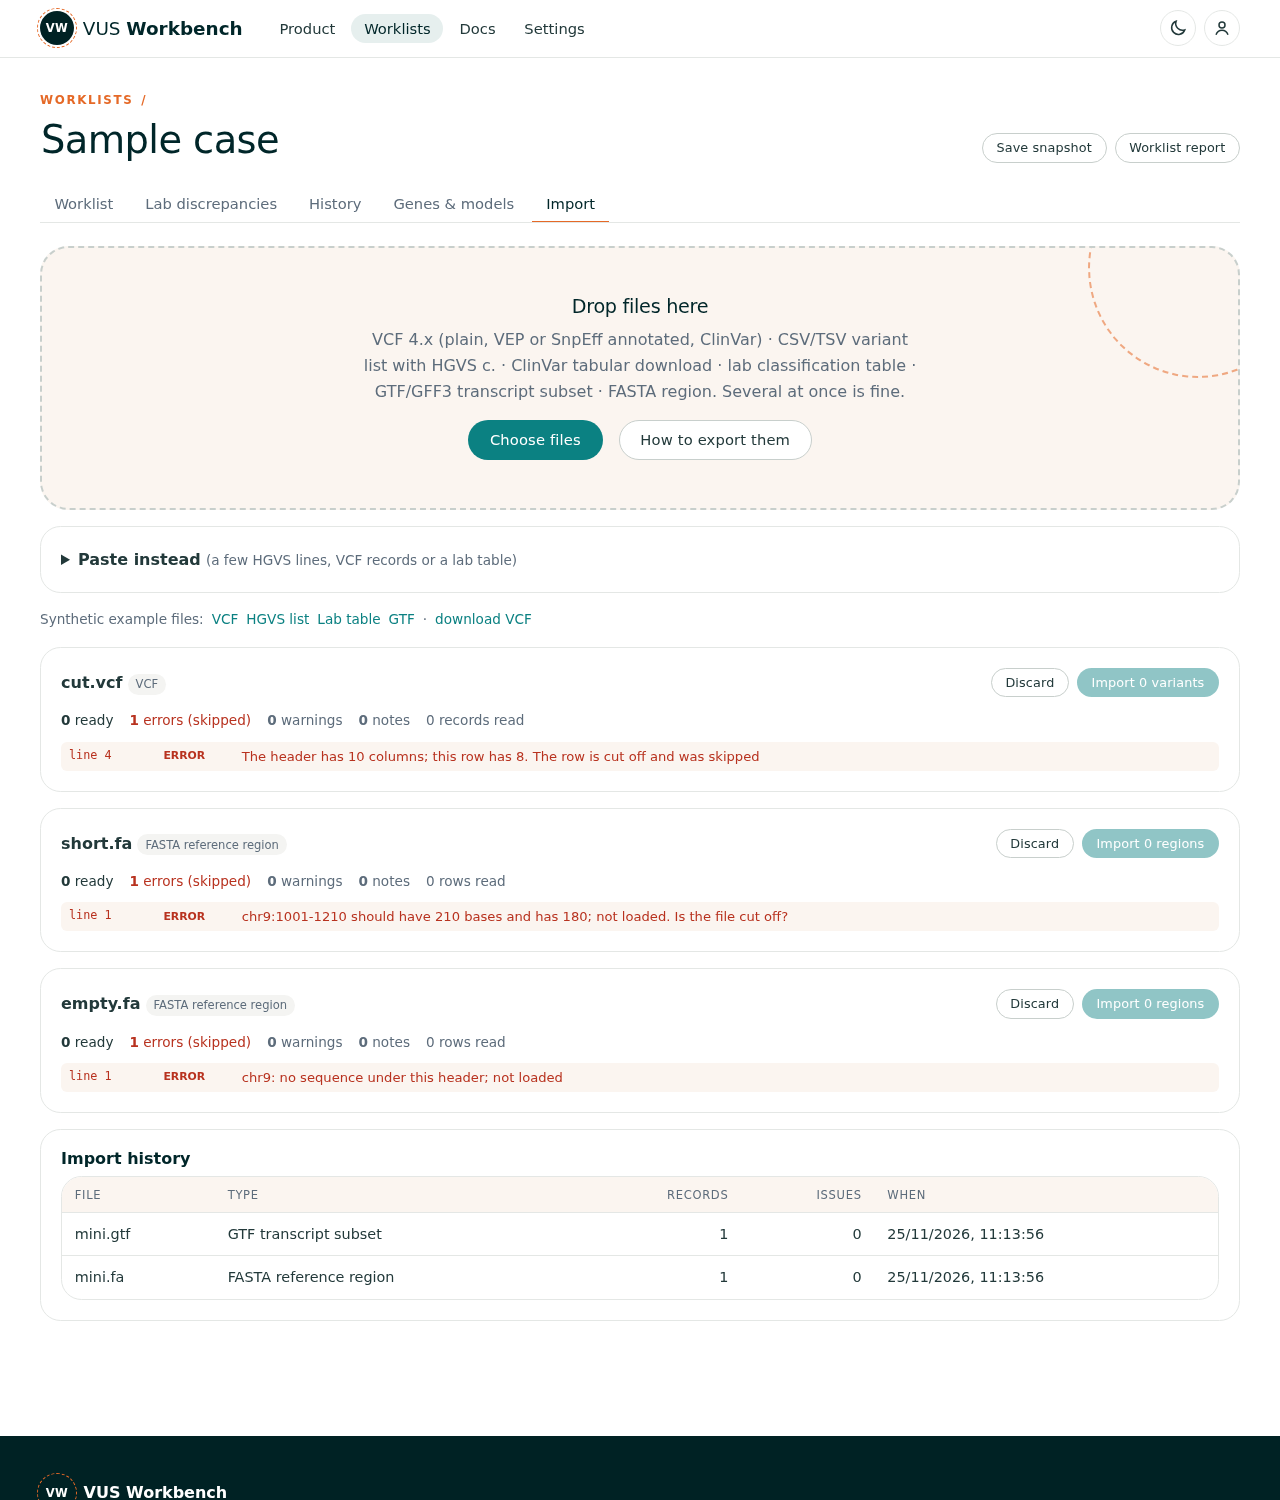 VW VUS Workbench Product Worklists Docs Settings
WORKLISTS /
Sample case
Save snapshot Worklist report
Worklist Lab discrepancies History Genes & models Import
Drop files here
VCF 4.x (plain, VEP or SnpEff annotated, ClinVar) · CSV/TSV variant
list with HGVS c. · ClinVar tabular download · lab classification table ·
GTF/GFF3 transcript subset · FASTA region. Several at once is fine.
Choose files How to export them
▶ Paste instead (a few HGVS lines, VCF records or a lab table)
Synthetic example files: VCF HGVS list Lab table GTF · download VCF
cut.vcf VCF Discard Import 0 variants
0 ready 1 errors (skipped) 0 warnings 0 notes 0 records read
line 4 ERROR The header has 10 columns; this row has 8. The row is cut off and was skipped
short.fa FASTA reference region Discard Import 0 regions
0 ready 1 errors (skipped) 0 warnings 0 notes 0 rows read
line 1 ERROR chr9:1001-1210 should have 210 bases and has 180; not loaded. Is the file cut off?
empty.fa FASTA reference region Discard Import 0 regions
0 ready 1 errors (skipped) 0 warnings 0 notes 0 rows read
line 1 ERROR chr9: no sequence under this header; not loaded
Import history
FILE TYPE RECORDS ISSUES WHEN
mini.gtf GTF transcript subset 1 0 25/11/2026, 11:13:56
mini.fa FASTA reference region 1 0 25/11/2026, 11:13:56
VW VUS Workbench